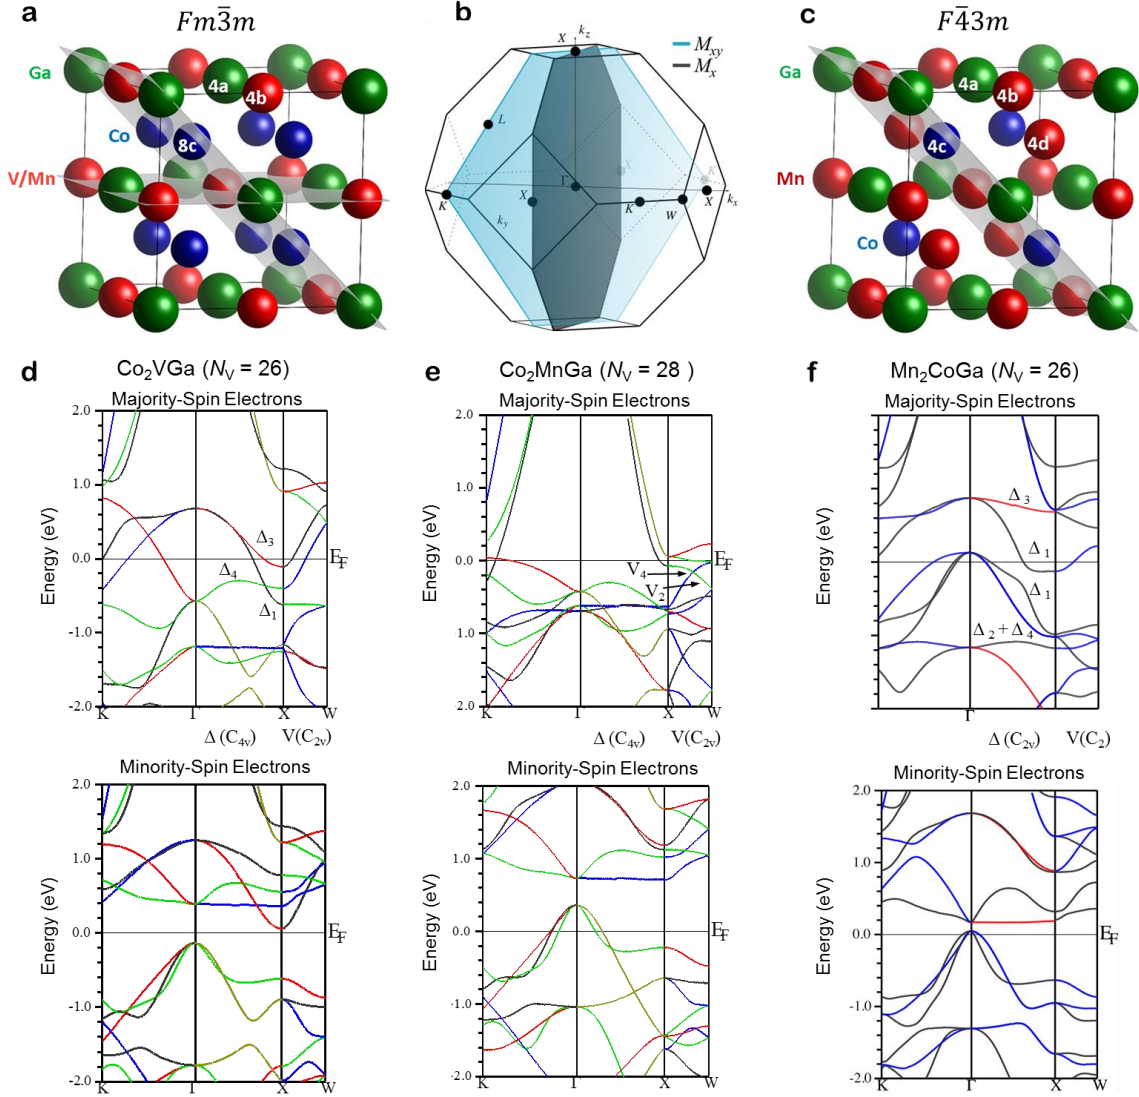 a
Fm3̅m
Ga
4a
4b
Co
8c
V/Mn
b
k_z
X
M_xy
M_x
L
Γ
X
K
X
k_y
K
W
K
X
k_x
c
F4̅3m
Ga
4a
4b
4c
4d
Mn
Co
d
Co₂VGa (N_V = 26)
Majority-Spin Electrons
2.0
1.0
0.0
-1.0
-2.0
Energy (eV)
Δ₃
Δ₄
Δ₁
E_F
K Γ X W
Δ (C₄ᵥ) V(C₂ᵥ)
Minority-Spin Electrons
2.0
1.0
0.0
-1.0
-2.0
Energy (eV)
E_F
K Γ X W
e
Co₂MnGa (N_V = 28 )
Majority-Spin Electrons
2.0
1.0
0.0
1.0
2.0
Energy (eV)
V₄
V₂
E_F
K Γ X W
Δ (C₄ᵥ) V(C₂ᵥ)
Minority-Spin Electrons
2.0
1.0
0.0
-1.0
-2.0
Energy (eV)
E_F
K Γ X W
f
Mn₂CoGa (N_V = 26)
Majority-Spin Electrons
Energy (eV)
Δ₃
Δ₁
Δ₁
Δ₂ + Δ₄
Γ
Δ (C₂ᵥ) V(C₂)
Minority-Spin Electrons
2.0
1.0
0.0
-1.0
-2.0
Energy (eV)
E_F
K Γ X W